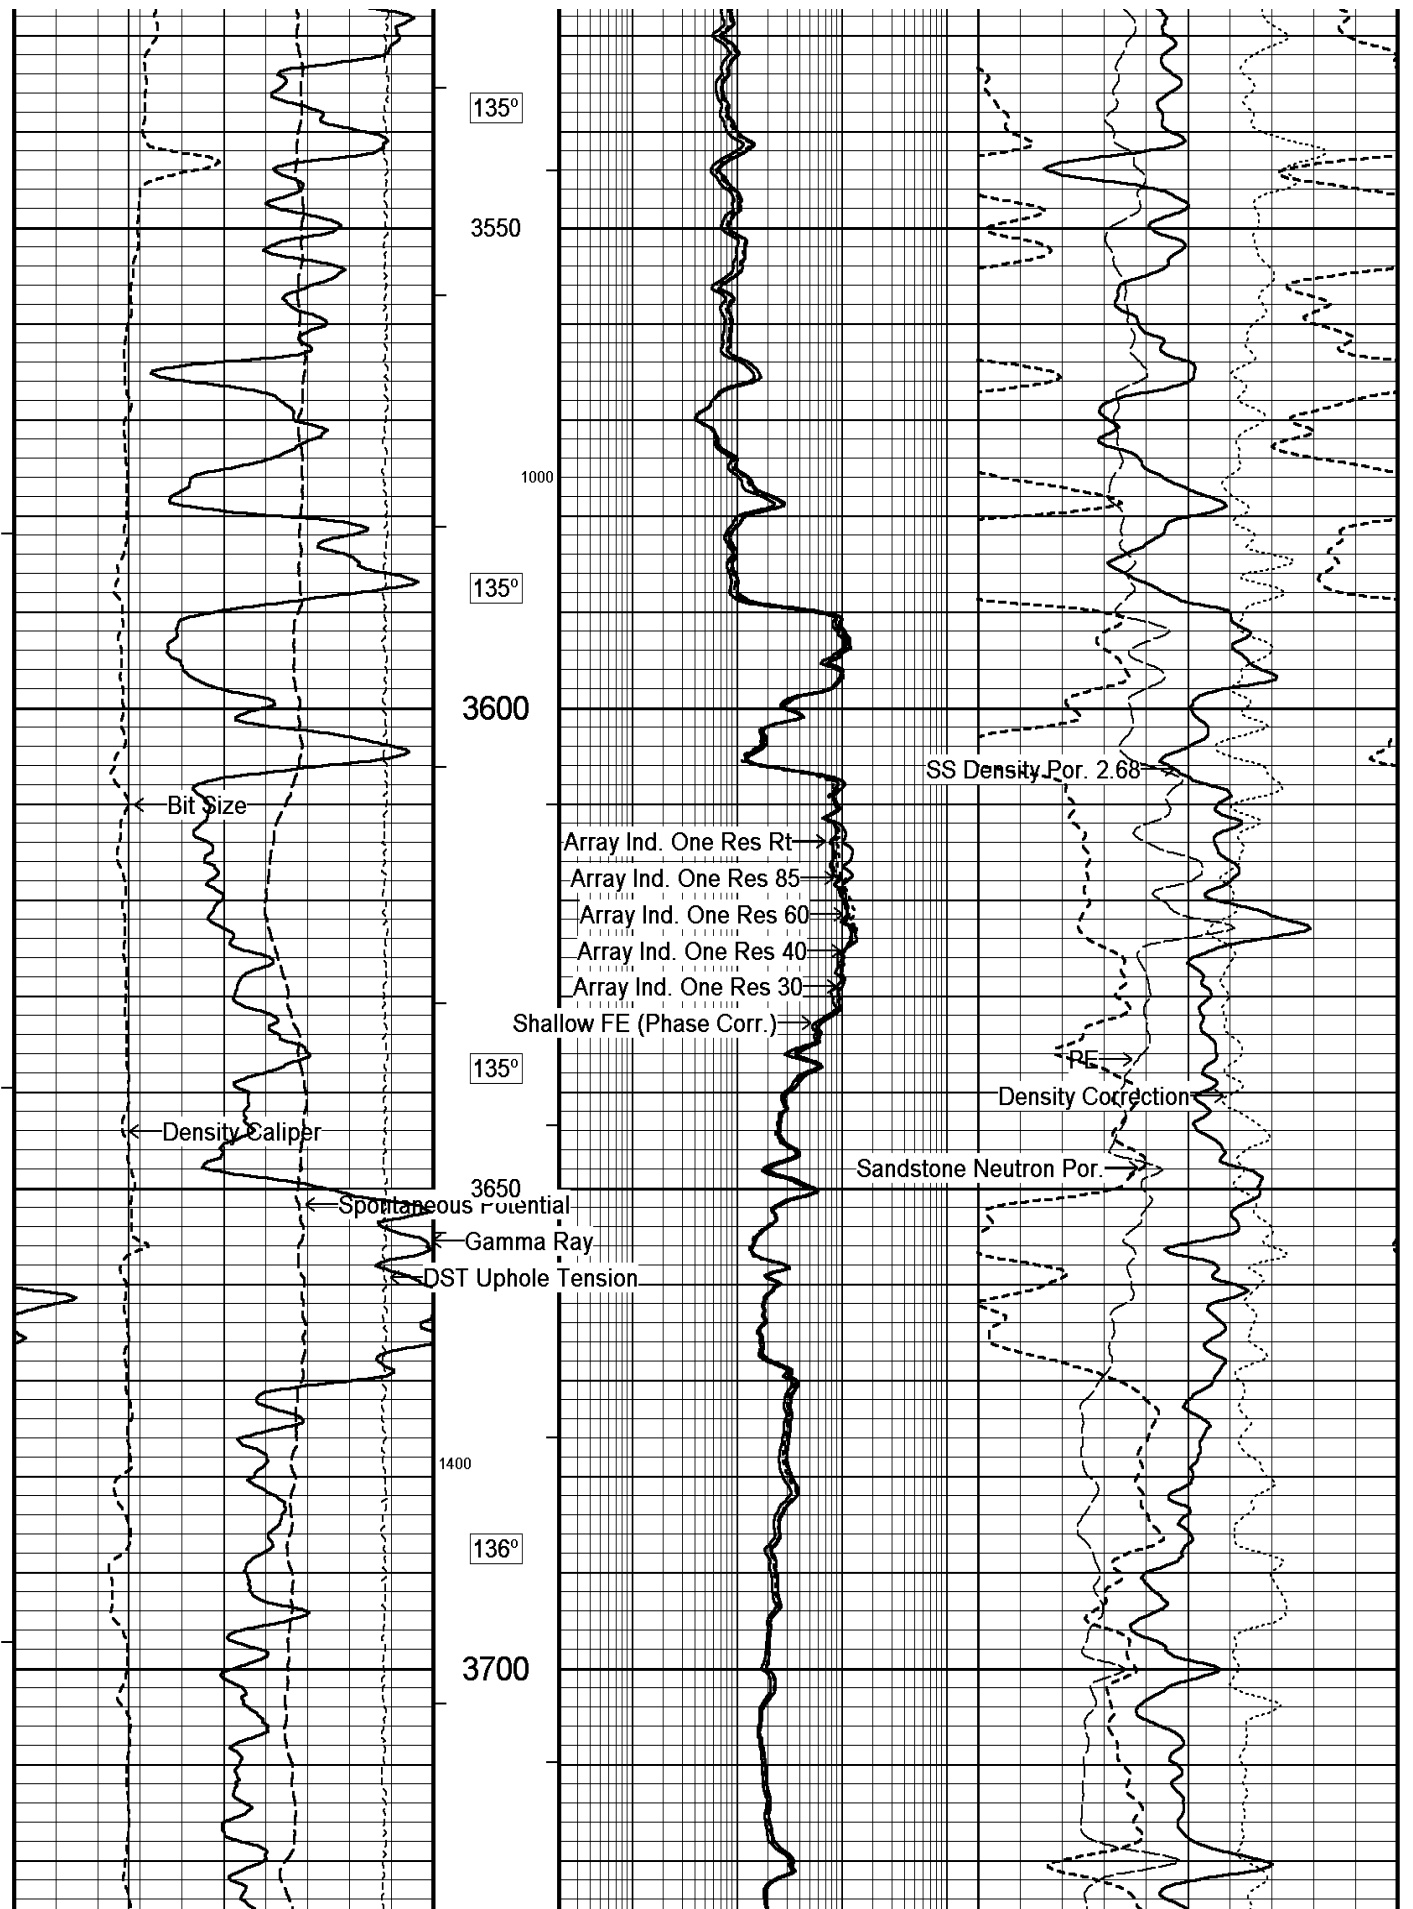 135º
3550
1000
135º
3600
SS Density Por. 2.68
Bit Size
Array Ind. One Res Rt
Array Ind. One Res 85
Array Ind. One Res 60
Array Ind. One Res 40
Array Ind. One Res 30
Shallow FE (Phase Corr.)
PE
135º
Density Correction
Density Caliper
Sandstone Neutron Por.
3650
Spontaneous Potential
Gamma Ray
DST Uphole Tension
1400
136º
3700